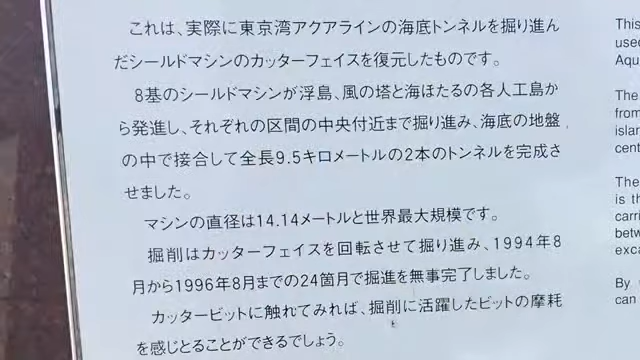 これは、実際に東京湾アクアラインの海底トンネルを掘り進ん
だシールドマシンのカッターフェイスを復元したものです。
8基のシールドマシンが浮島、風の塔と海ほたるの各人工島か
ら発進し、それぞれの区間の中央付近まで掘り進み、海底の地盤
の中で接合して全長9.5キロメートルの2本のトンネルを完成さ
せました。
マシンの直径は14.14メートルと世界最大規模です。
掘削はカッターフェイスを回転させて掘り進み、1994年8
月から1996年8月までの24箇月で掘進を無事完了しました。
カッタービットに触れてみれば、掘削に活躍したビットの摩耗
を感じとることができるでしょう。
This
used
Aqu
The
from
islan
cent
The
is th
carri
betw
exca
By
can